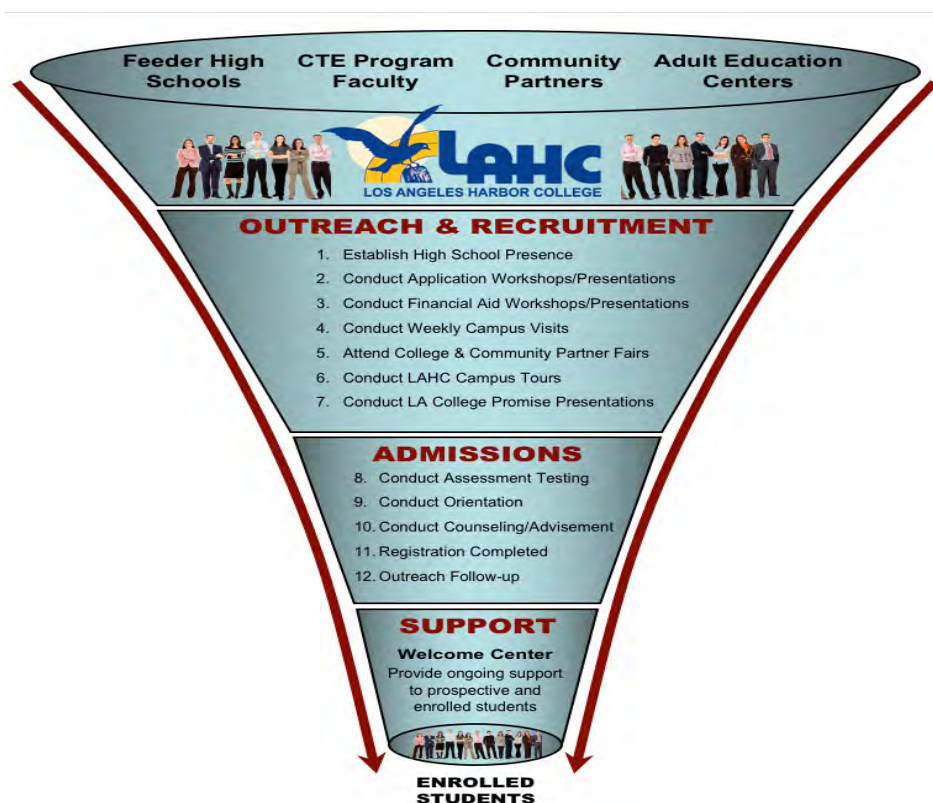 Feeder High
Schools
CTE Program
Faculty
Community
Partners
Adult Education
Centers
LAHC
LOS ANGELES HARBOR COLLEGE
OUTREACH & RECRUITMENT
1. Establish High School Presence
2. Conduct Application Workshops/Presentations
3. Conduct Financial Aid Workshops/Presentations
4. Conduct Weekly Campus Visits
5. Attend College & Community Partner Fairs
6. Conduct LAHC Campus Tours
7. Conduct LA College Promise Presentations
ADMISSIONS
8. Conduct Assessment Testing
9. Conduct Orientation
10. Conduct Counseling/Advisement
11. Registration Completed
12. Outreach Follow-up
SUPPORT
Welcome Center
Provide ongoing support
to prospective and
enrolled students
ENROLLED
STUDENTS